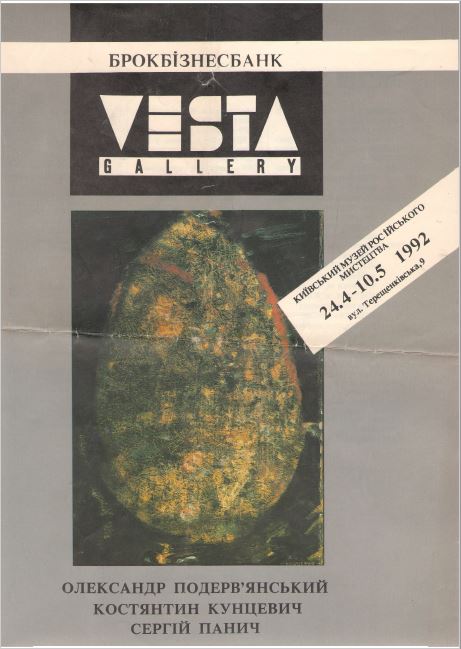 БРОКБІЗНЕСБАНК
VESTA
GALLERY
КИЇВСЬКИЙ МУЗЕЙ РОСІЙСЬКОГО
МИСТЕЦТВА
24.4-10.5 1992
вул. Терещенківська,9
ОЛЕКСАНДР ПОДЕРВ'ЯНСЬКИЙ
КОСТЯНТИН КУНЦЕВИЧ
СЕРГІЙ ПАНИЧ